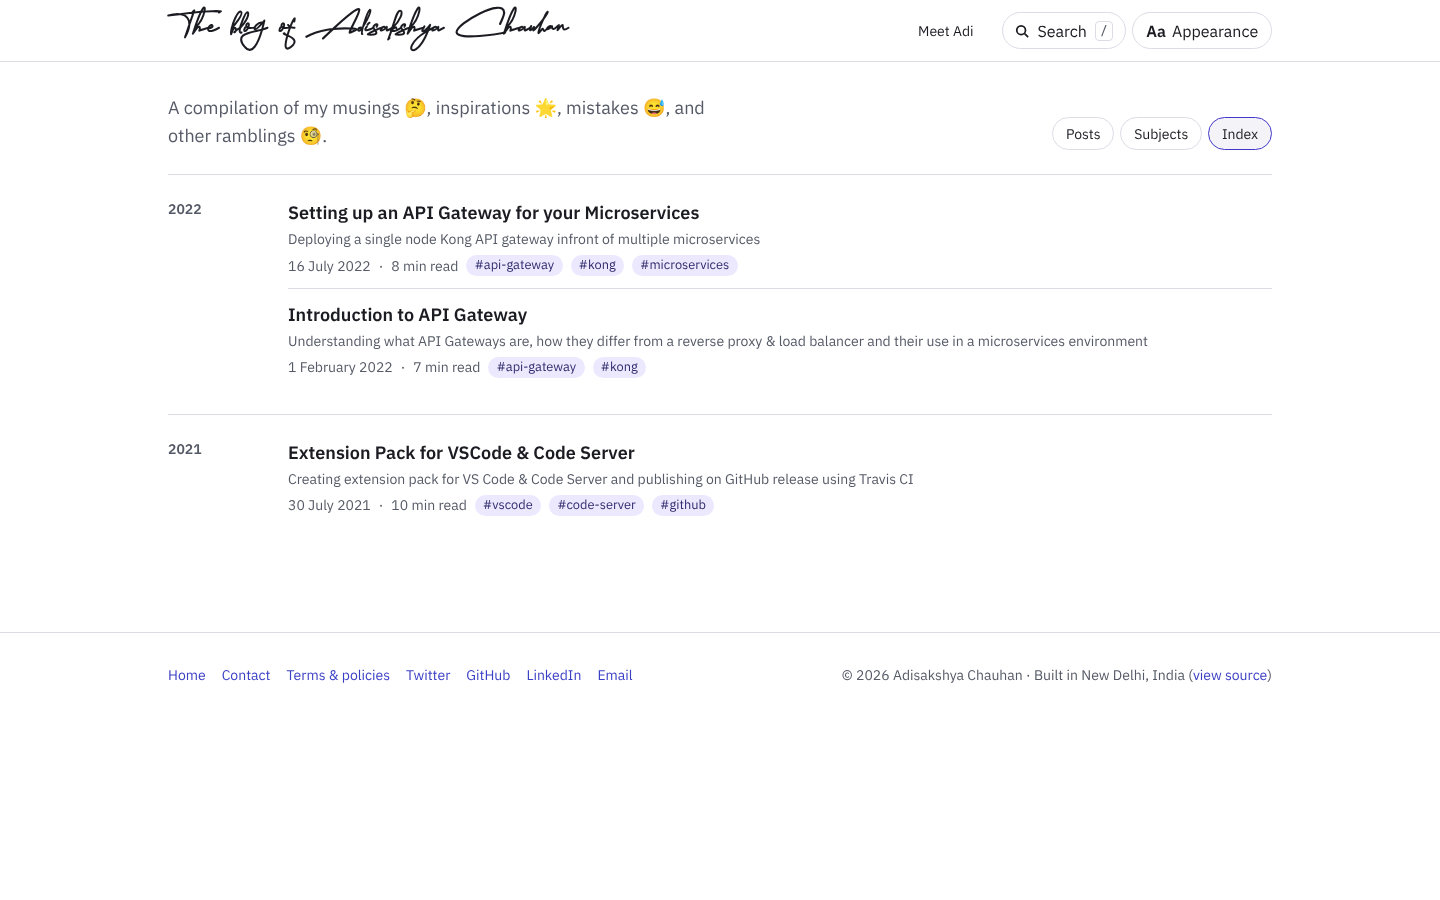 The blog of Adisakshya Chauhan
Meet Adi
Search /
Aa Appearance
A compilation of my musings 🤔, inspirations 🌟, mistakes 😅, and
other ramblings 🧐.
Posts
Subjects
Index
2022
Setting up an API Gateway for your Microservices
Deploying a single node Kong API gateway infront of multiple microservices
16 July 2022 · 8 min read #api-gateway #kong #microservices
Introduction to API Gateway
Understanding what API Gateways are, how they differ from a reverse proxy & load balancer and their use in a microservices environment
1 February 2022 · 7 min read #api-gateway #kong
2021
Extension Pack for VSCode & Code Server
Creating extension pack for VS Code & Code Server and publishing on GitHub release using Travis CI
30 July 2021 · 10 min read #vscode #code-server #github
Home Contact Terms & policies Twitter GitHub LinkedIn Email
© 2026 Adisakshya Chauhan · Built in New Delhi, India (view source)